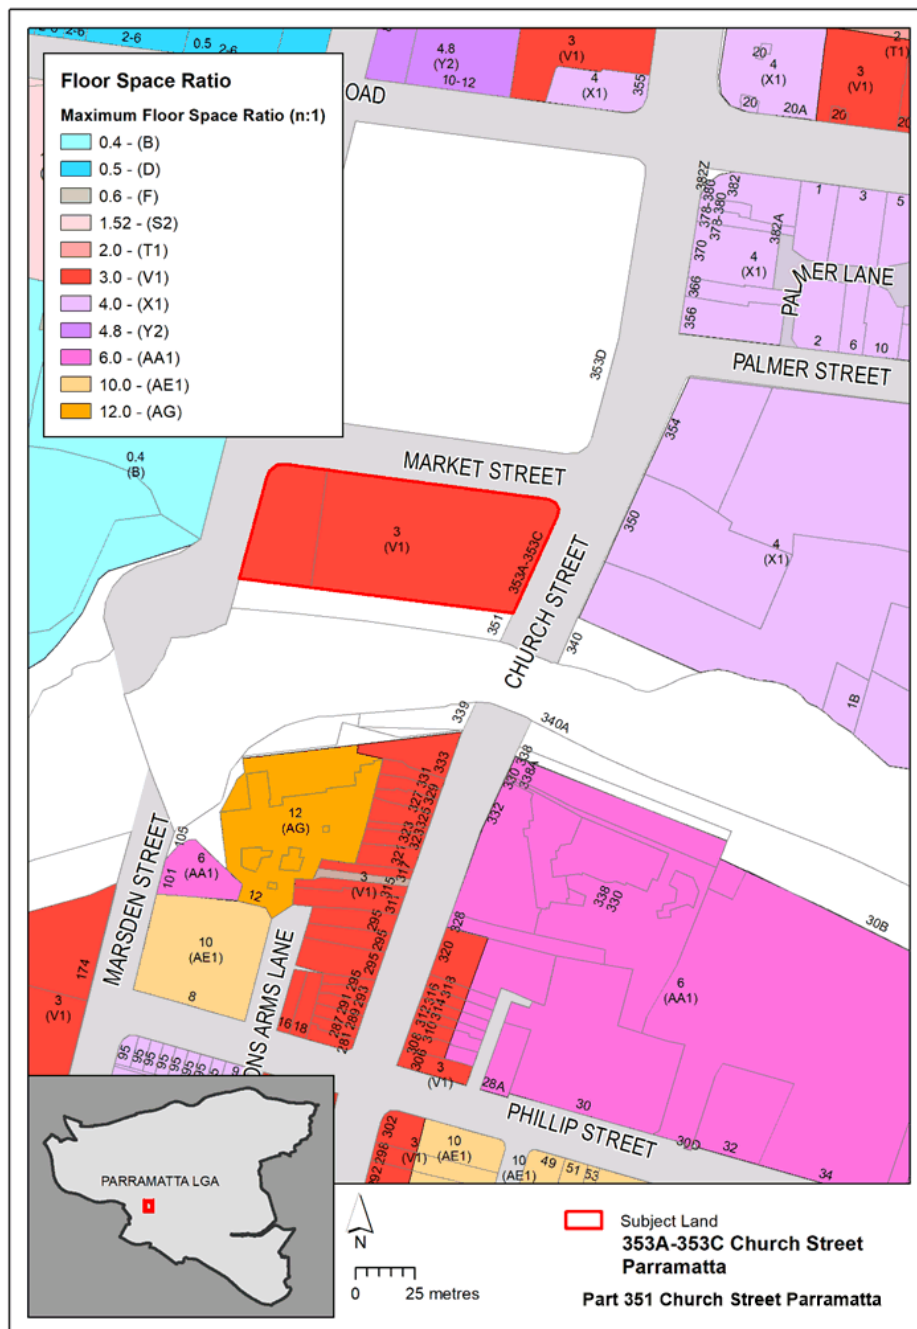 2-6
2-6
0.5
2-6
4.8
(Y2)
10-12
3
(V1)
4
(X1)
355
20
4
(X1)
20
20A
2
(T1)
3
(V1)
20
20
OAD
Floor Space Ratio
Maximum Floor Space Ratio (n:1)
0.4 - (B)
0.5 - (D)
0.6 - (F)
1.52 - (S2)
2.0 - (T1)
3.0 - (V1)
4.0 - (X1)
4.8 - (Y2)
6.0 - (AA1)
10.0 - (AE1)
12.0 - (AG)
382Z
382
378-380
378-380
382A
370
366
356
4
(X1)
1
3
5
PALMER LANE
2
6
10
PALMER STREET
353D
MARKET STREET
0.4
(B)
3
(V1)
353A-353C
351
CHURCH STREET
354
350
4
(X1)
340
1B
339
340A
338
338A
330
332
333
331
329
327
325
323
323
321
317
315
311
3
(V1)
12
(AG)
12
105
6
(AA1)
101
MARSDEN STREET
10
(AE1)
8
174
3
(V1)
ONS ARMS LANE
295
295
295
295
293
291
289
287
281
16
18
338
330
328
320
318
316
314
312
310
308
306
3
(V1)
28A
6
(AA1)
30B
30
PHILLIP STREET
30D
32
34
95
95
95
95
95
95
95
302
298
292
3
(V1)
10
(AE1)
10
(AE1)
49
51
53
PARRAMATTA LGA
N
0
25 metres
Subject Land
353A-353C Church Street
Parramatta
Part 351 Church Street Parramatta